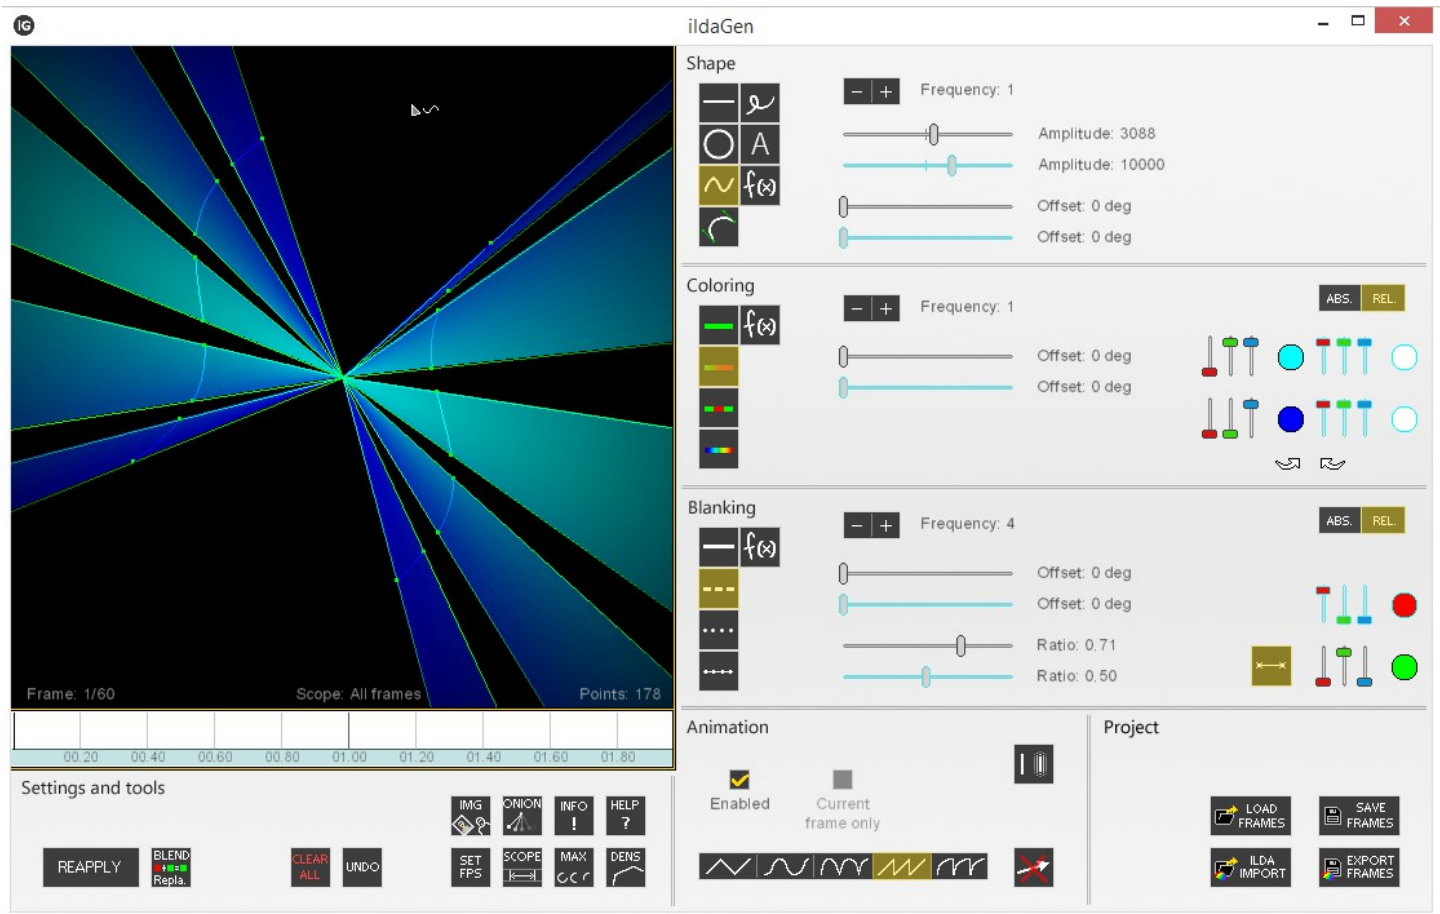 iG
ildaGen
Shape
Frequency: 1
Amplitude: 3088
Amplitude: 10000
A
f(x)
Offset: 0 deg
Offset: 0 deg
Coloring
Frequency: 1
ABS. REL.
f(x)
Offset: 0 deg
Offset: 0 deg
Blanking
Frequency: 4
ABS. REL.
f(x)
Offset: 0 deg
Offset: 0 deg
Ratio: 0.71
Ratio: 0.50
Frame: 1/60 Scope: All frames Points: 178
00.20 00.40 00.60 00.80 01.00 01.20 01.40 01.60 01.80
Settings and tools
IMG
ONION
INFO
!
HELP
?
REAPPLY
BLEND
Repla.
CLEAR
ALL
UNDO
SET
FPS
SCOPE
MAX
DENS
Animation
Enabled
Current
frame only
Project
LOAD
FRAMES
SAVE
FRAMES
ILDA
IMPORT
EXPORT
FRAMES